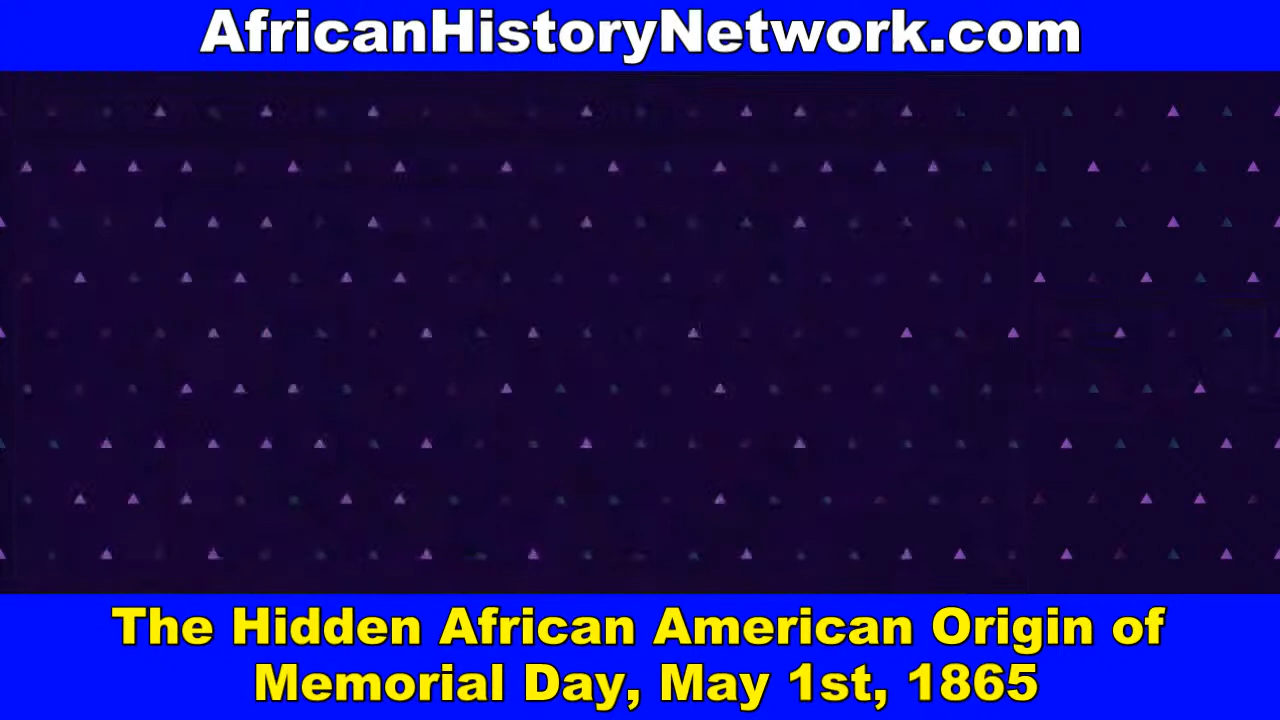 AfricanHistoryNetwork.com
The Hidden African American Origin of
Memorial Day, May 1st, 1865